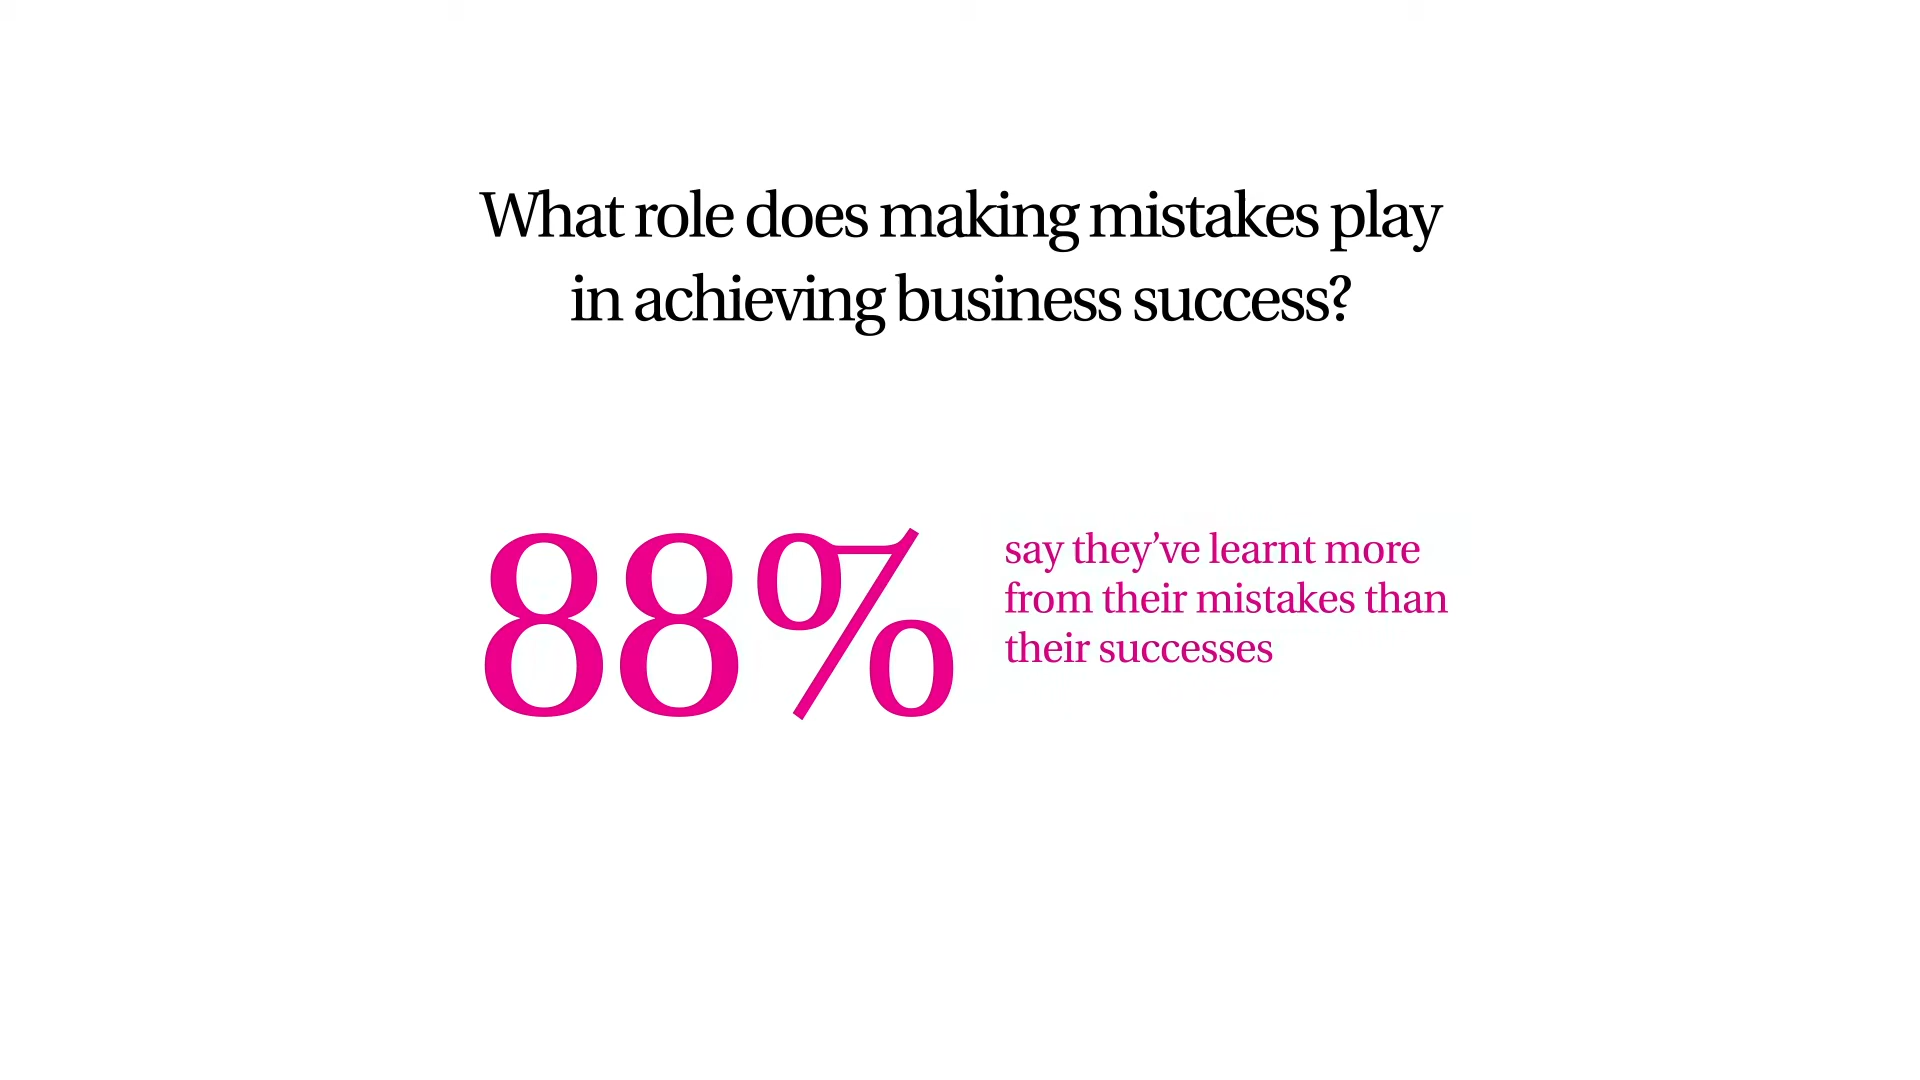 What role does making mistakes play
in achieving business success?
88%
say they’ve learnt more
from their mistakes than
their successes